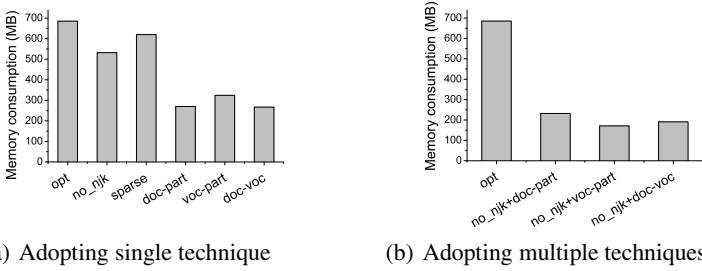 Memory consumption (MB)
700
600
500
400
300
200
100
0
opt
no_njk
sparse
doc-part
voc-part
doc-voc
) Adopting single technique
Memory consumption (MB)
700
600
500
400
300
200
100
0
opt
no_njk+doc-part
no_njk+voc-part
no_njk+doc-voc
(b) Adopting multiple techniques